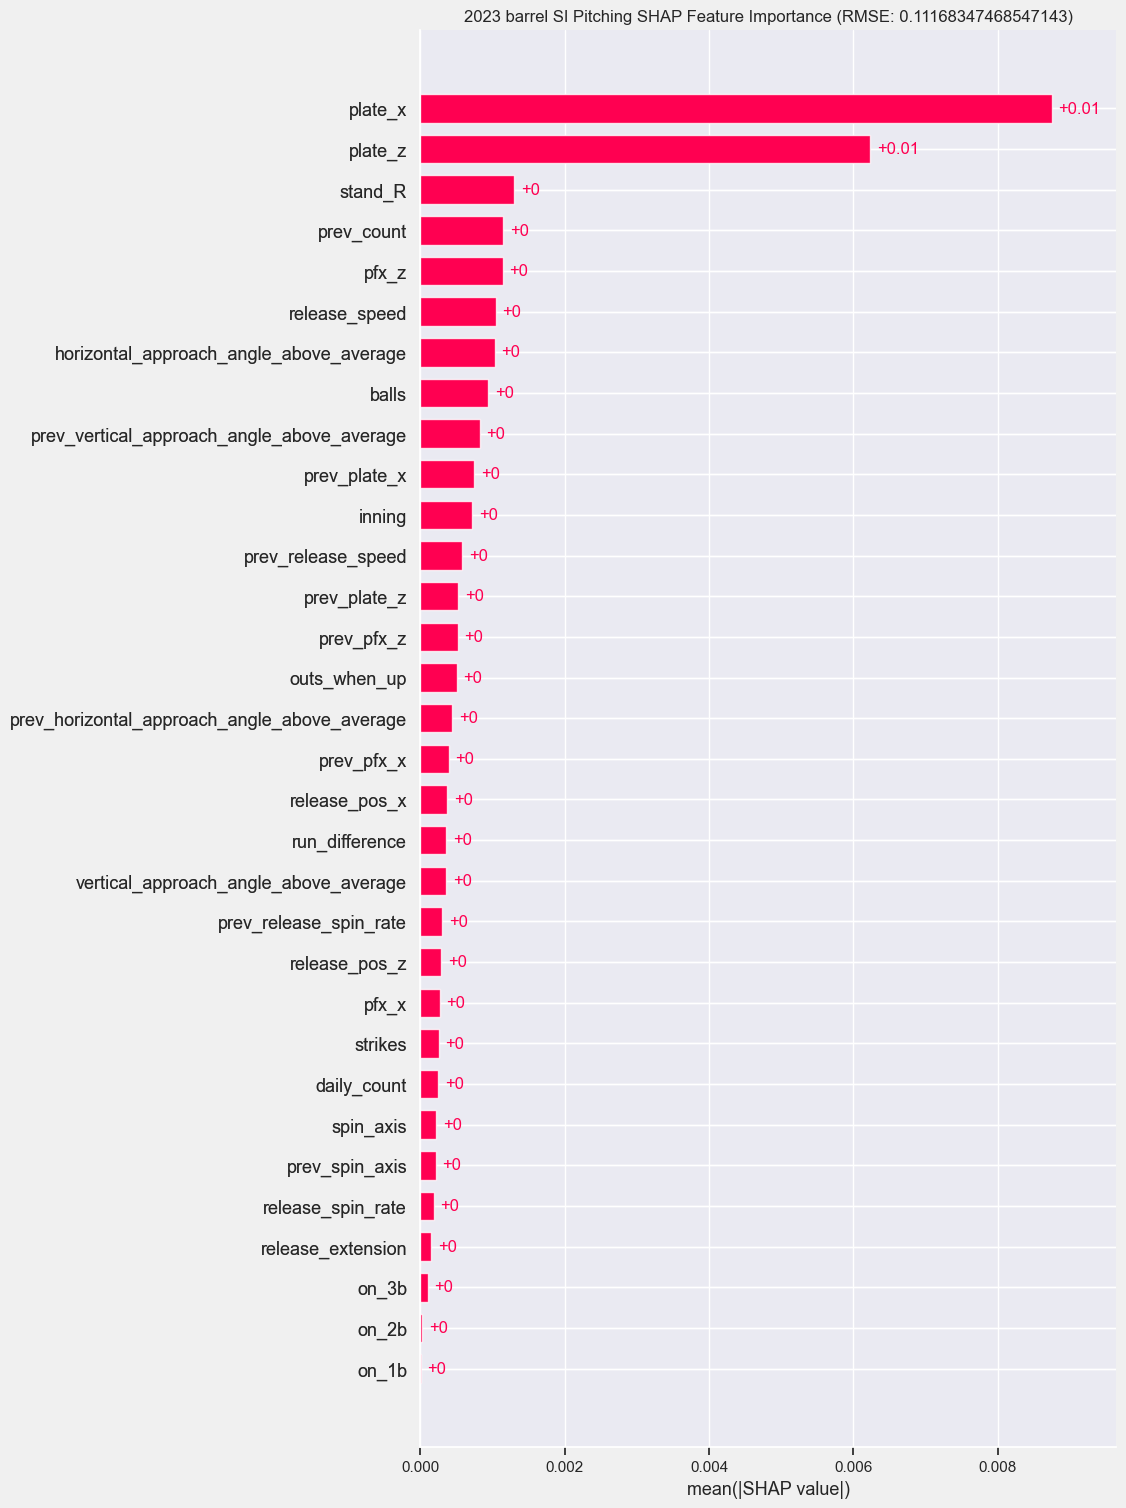 2023 barrel SI Pitching SHAP Feature Importance (RMSE: 0.11168347468547143)
plate_x +0.01
plate_z +0.01
stand_R +0
prev_count +0
pfx_z +0
release_speed +0
horizontal_approach_angle_above_average +0
balls +0
prev_vertical_approach_angle_above_average +0
prev_plate_x +0
inning +0
prev_release_speed +0
prev_plate_z +0
prev_pfx_z +0
outs_when_up +0
prev_horizontal_approach_angle_above_average +0
prev_pfx_x +0
release_pos_x +0
run_difference +0
vertical_approach_angle_above_average +0
prev_release_spin_rate +0
release_pos_z +0
pfx_x +0
strikes +0
daily_count +0
spin_axis +0
prev_spin_axis +0
release_spin_rate +0
release_extension +0
on_3b +0
on_2b +0
on_1b +0
0.000 0.002 0.004 0.006 0.008
mean(|SHAP value|)